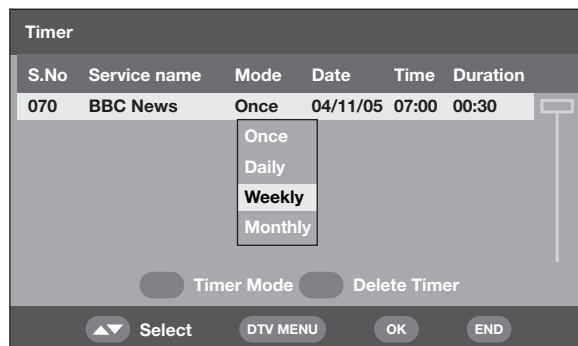 Timer
S.No Service name Mode Date Time Duration
070 BBC News Once 04/11/05 07:00 00:30
Once
Daily
Weekly
Monthly
Timer Mode Delete Timer
Select DTV MENU OK END